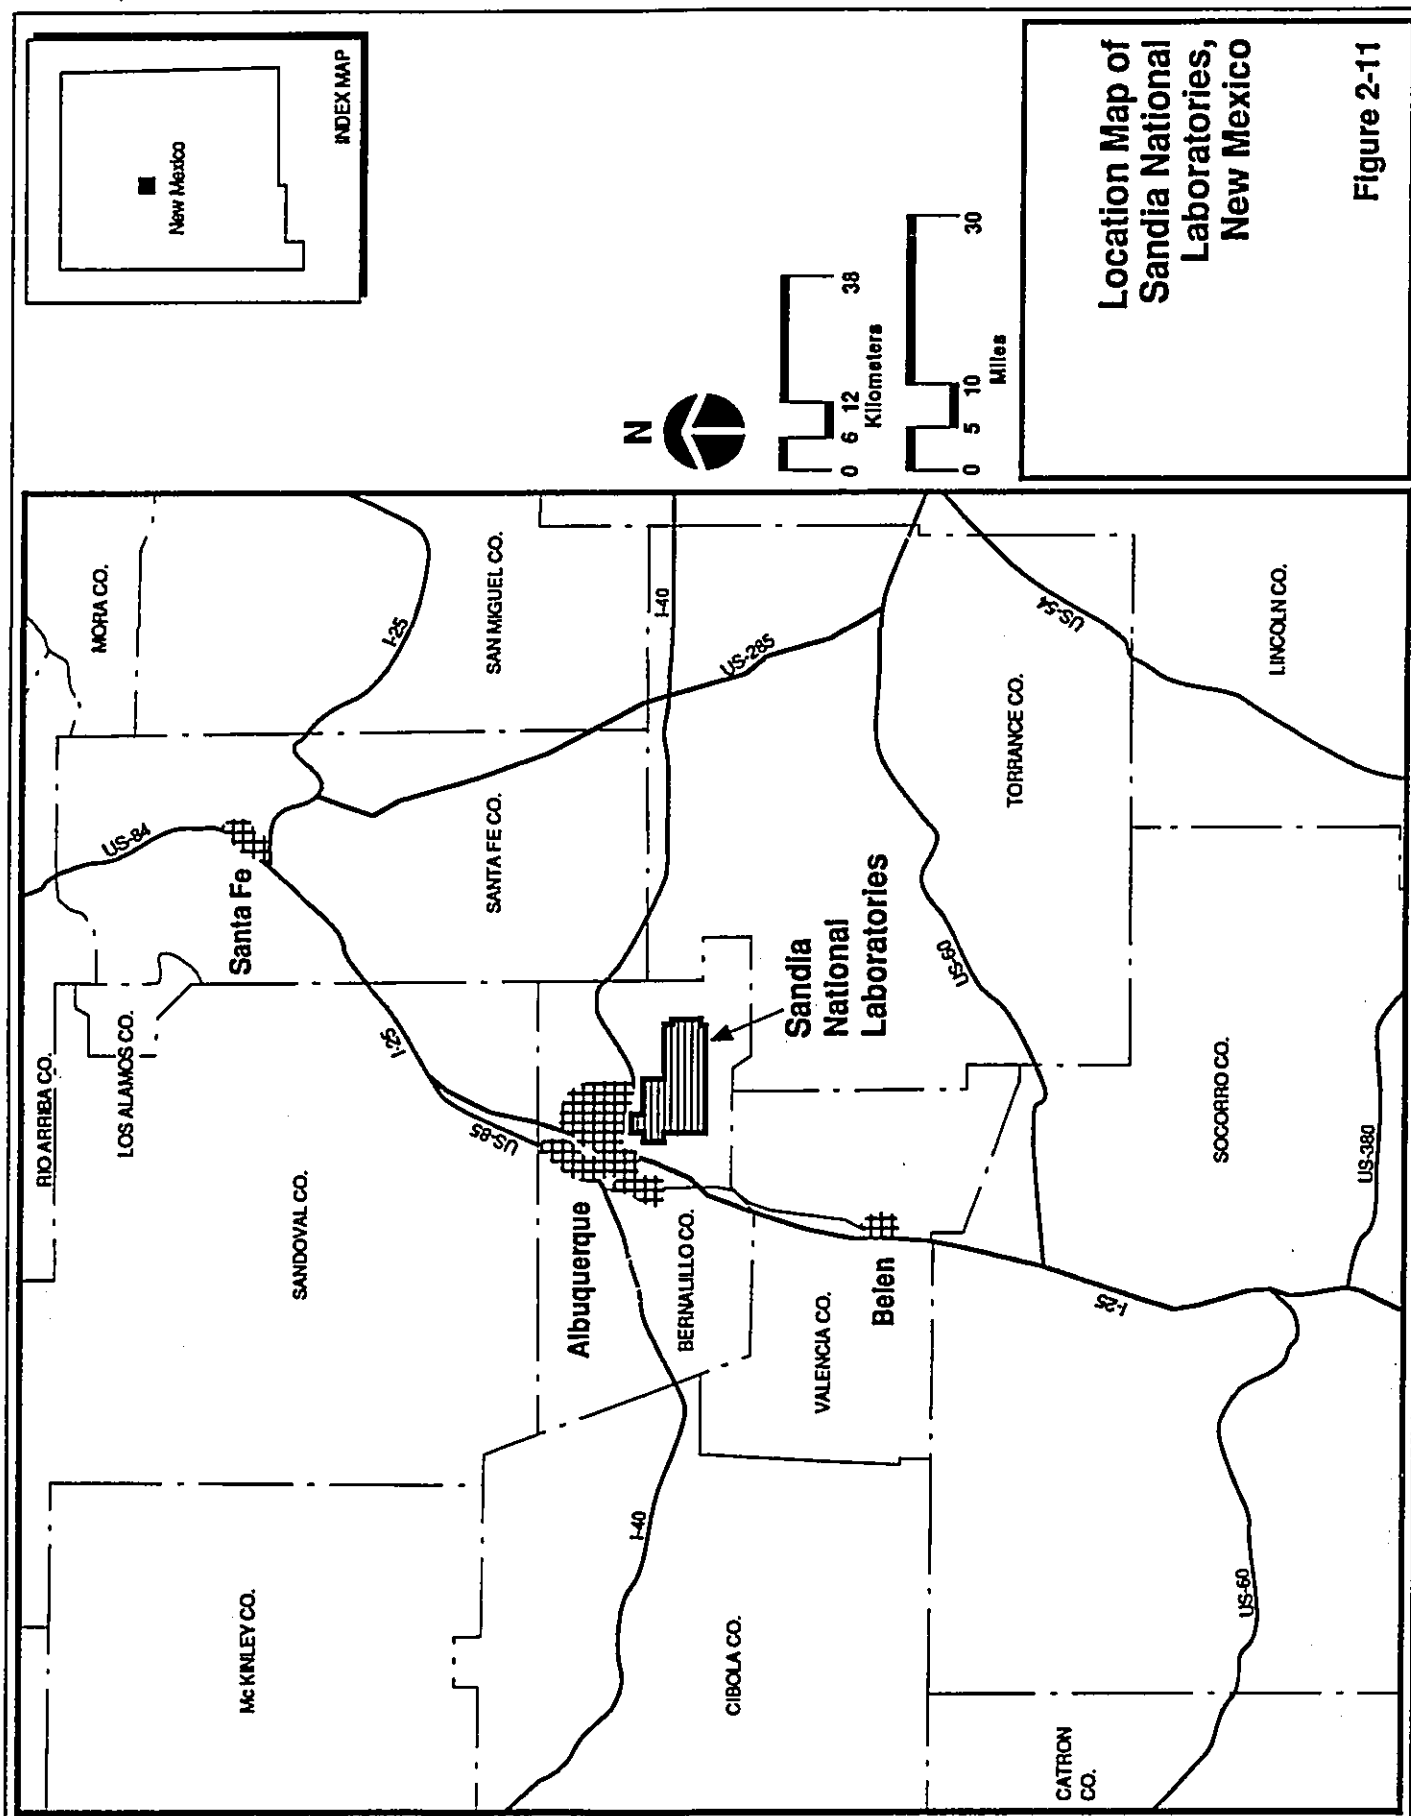 MORA CO.
RIO ARRIBA CO.
LOS ALAMOS CO.
US-84
Santa Fe
I-25
SAN MIGUEL CO.
Mc KINLEY CO.
SANDOVAL CO.
I-25
US-85
SANTA FE CO.
Albuquerque
I-40
I-40
US-285
BERNALILLO CO.
Sandia
National
Laboratories
CIBOLA CO.
VALENCIA CO.
Belen
US-60
TORRANCE CO.
US-54
CATRON
CO.
I-25
SOCORRO CO.
LINCOLN CO.
US-60
US-380
New Mexico
INDEX MAP
N
0 6 12 38
Kilometers
0 5 10 30
Miles
Location Map of
Sandia National
Laboratories,
New Mexico
Figure 2-11